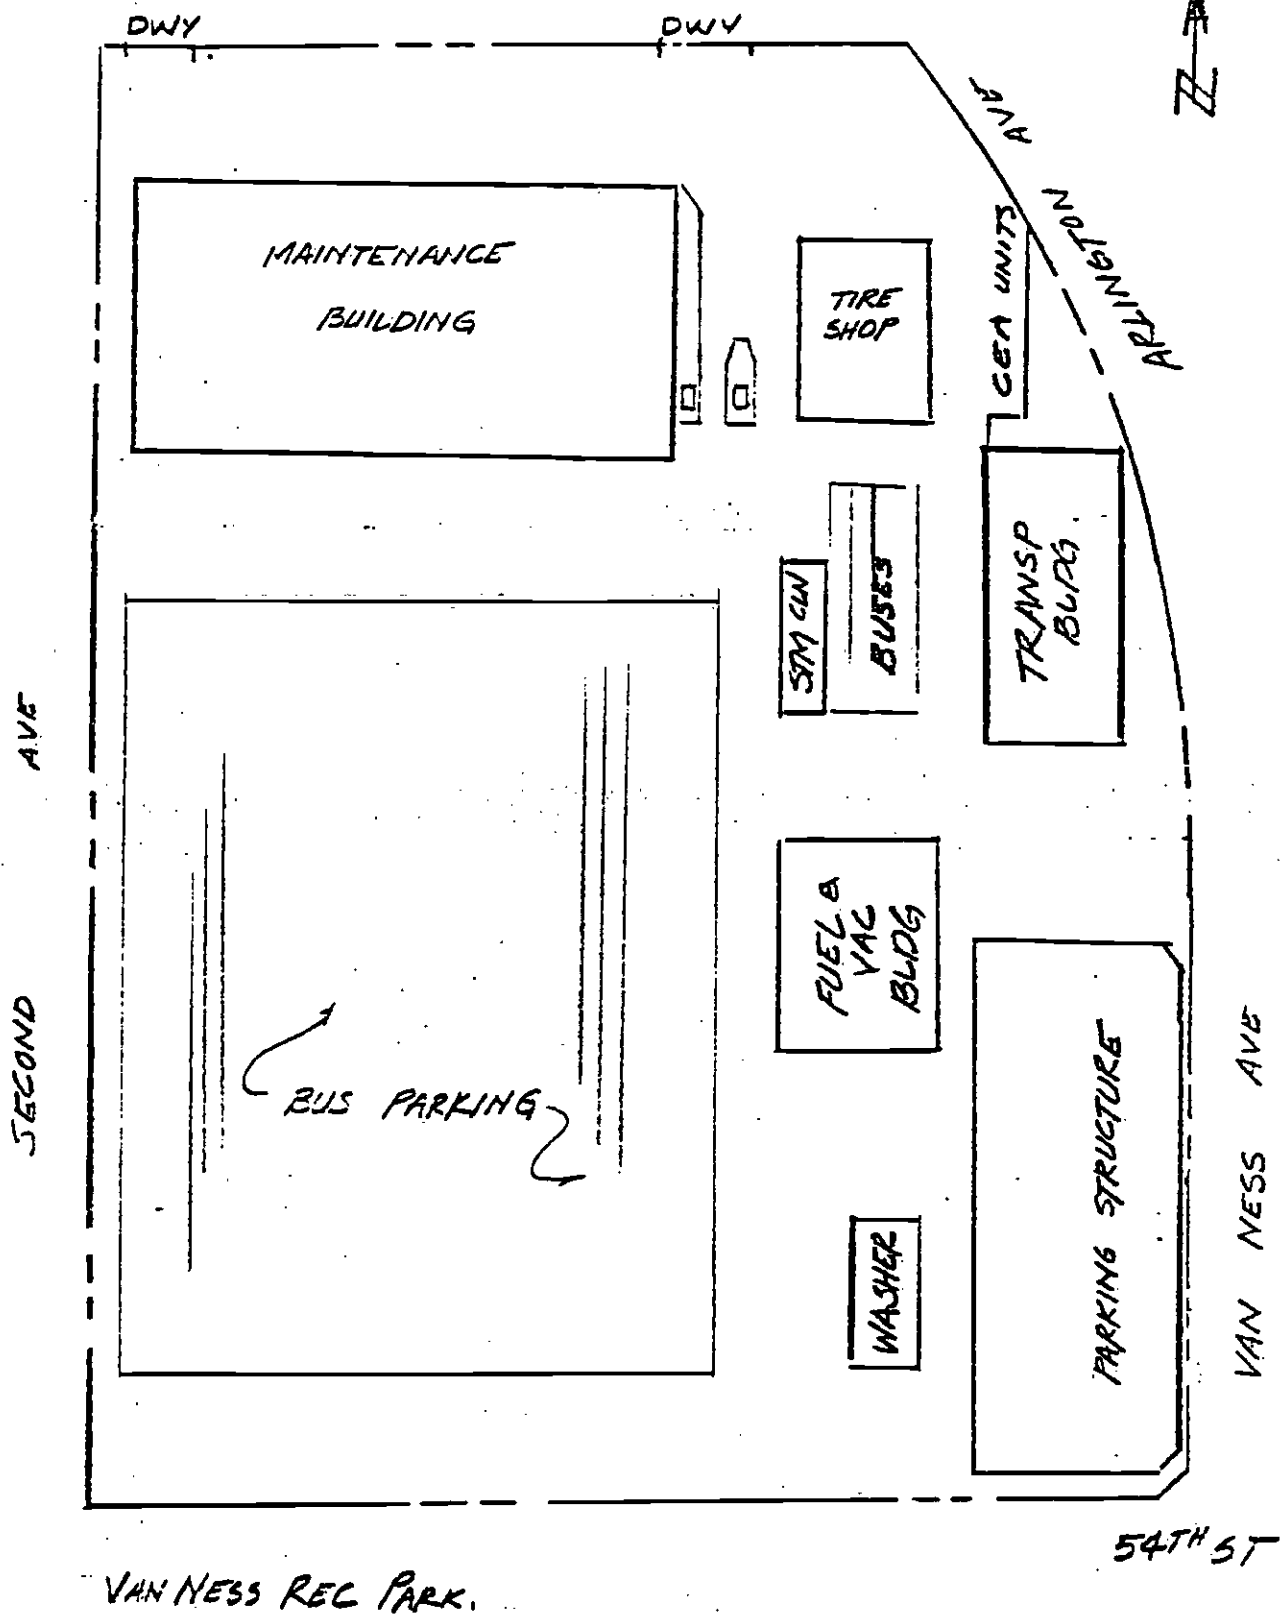 DWY
DWY
N
ARLINGTON AVE
MAINTENANCE
BUILDING
TIRE
SHOP
CEA UNITS
STM CLN
BUSES
TRANSP
BLDG.
SECOND AVE
FUEL &
VAC
BLDG
BUS PARKING
WASHER
PARKING STRUCTURE
VAN NESS AVE
54TH ST
VAN NESS REC PARK.